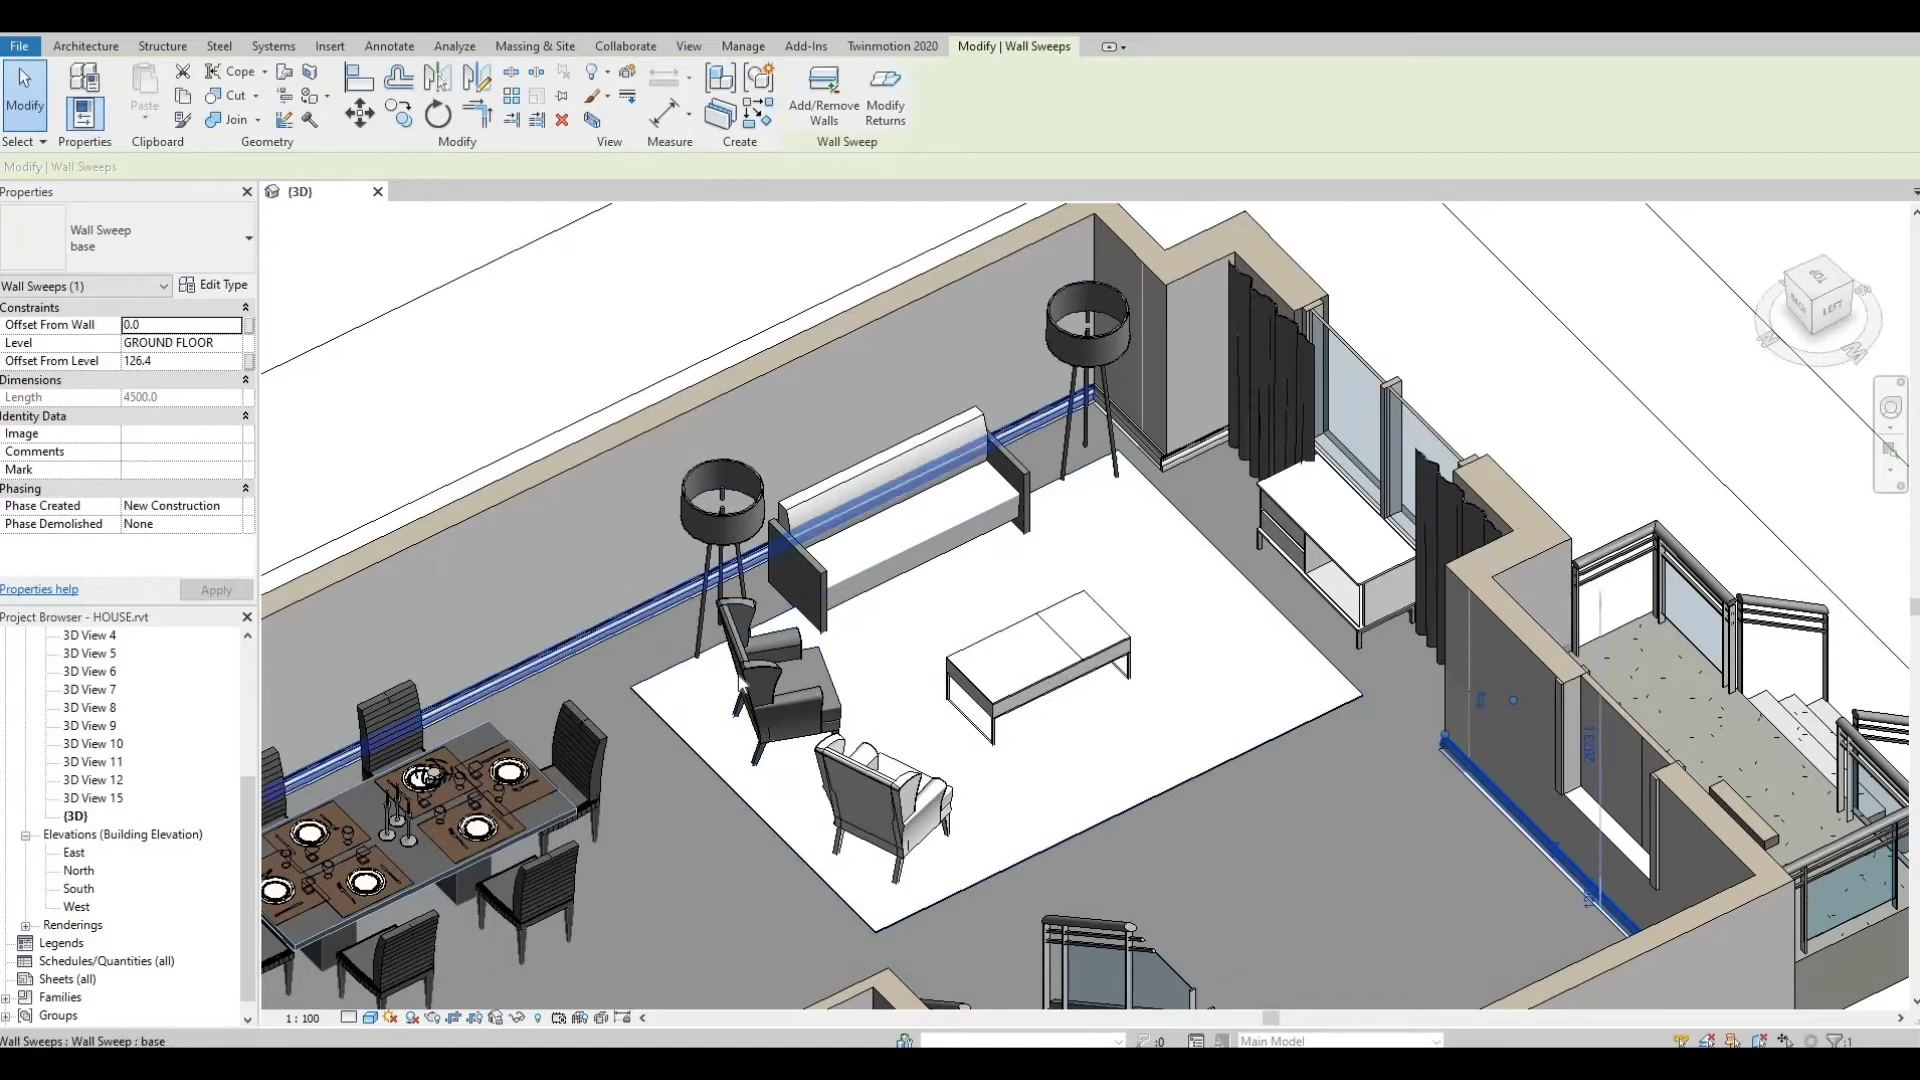 File Architecture Structure Steel Systems Insert Annotate Analyze Massing & Site Collaborate View Manage Add-Ins Twinmotion 2020 Modify | Wall Sweeps
Cope
Cut
Join
Modify
Paste
Add/Remove Walls
Modify Returns
Select Properties Clipboard Geometry Modify View Measure Create Wall Sweep
Modify | Wall Sweeps
Properties
{3D}
Wall Sweep
base
Wall Sweeps (1)
Edit Type
Constraints
Offset From Wall 0.0
Level GROUND FLOOR
Offset From Level 126.4
Dimensions
Length 4500.0
Identity Data
Image
Comments
Mark
Phasing
Phase Created New Construction
Phase Demolished None
Properties help
Apply
Project Browser - HOUSE.rvt
3D View 4
3D View 5
3D View 6
3D View 7
3D View 8
3D View 9
3D View 10
3D View 11
3D View 12
3D View 15
{3D}
Elevations (Building Elevation)
East
North
South
West
Renderings
Legends
Schedules/Quantities (all)
Sheets (all)
Families
Groups
TOP
BACK
LEFT
1 : 100
Wall Sweeps : Wall Sweep : base
:0
Main Model
:1